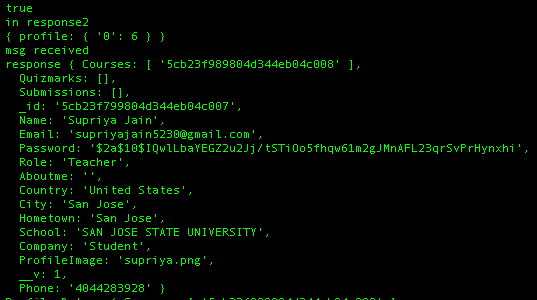 true
in response2
{ profile: { '0': 6 } }
msg received
response { Courses: [ '5cb23f989804d344eb04c008' ],
  Quizmarks: [],
  Submissions: [],
  _id: '5cb23f799804d344eb04c007',
  Name: 'Supriya Jain',
  Email: 'supriyajain5230@gmail.com',
  Password: '$2a$10$IQwlLbaYEGZ2u2Jj/tSTiOo5fhqw61m2gJMnAFL23qrSvPrHynxhi',
  Role: 'Teacher',
  Aboutme: '',
  Country: 'United States',
  City: 'San Jose',
  Hometown: 'San Jose',
  School: 'SAN JOSE STATE UNIVERSITY',
  Company: 'Student',
  ProfileImage: 'supriya.png',
  __v: 1,
  Phone: '4044283928' }